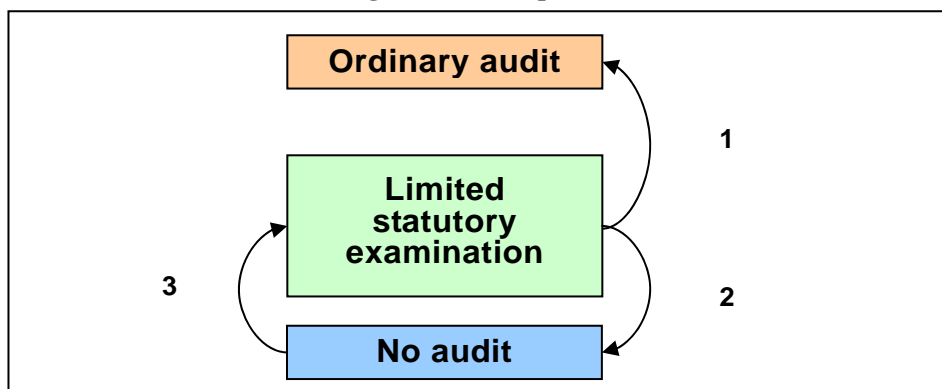 Ordinary audit
1
Limited
statutory
examination
3
2
No audit